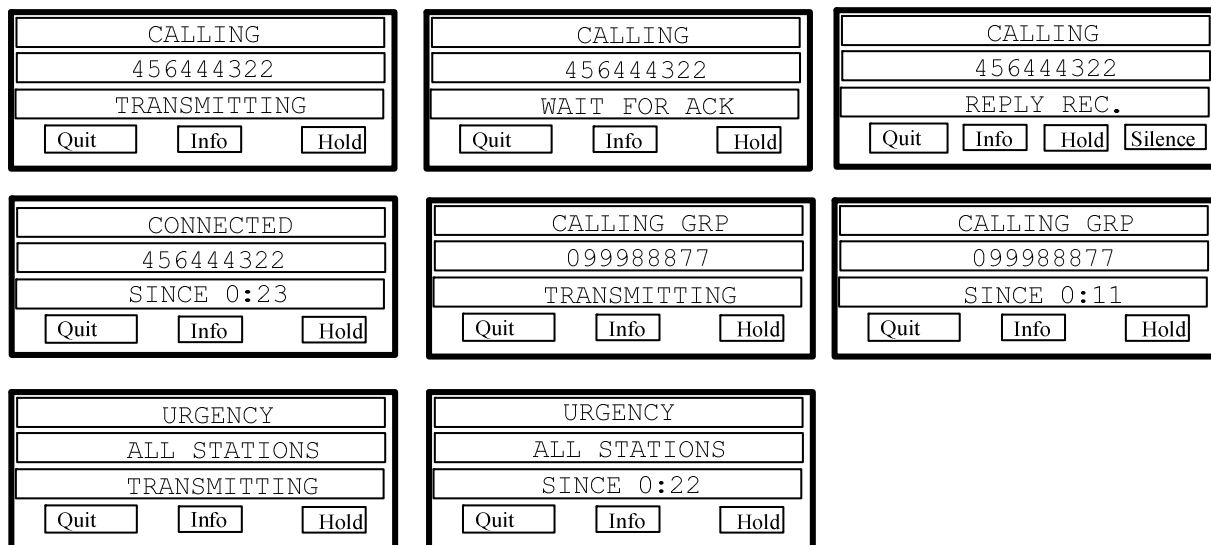 CALLING
456444322
TRANSMITTING
Quit Info Hold
CALLING
456444322
WAIT FOR ACK
Quit Info Hold
CALLING
456444322
REPLY REC.
Quit Info Hold Silence
CONNECTED
456444322
SINCE 0:23
Quit Info Hold
CALLING GRP
099988877
TRANSMITTING
Quit Info Hold
CALLING GRP
099988877
SINCE 0:11
Quit Info Hold
URGENCY
ALL STATIONS
TRANSMITTING
Quit Info Hold
URGENCY
ALL STATIONS
SINCE 0:22
Quit Info Hold